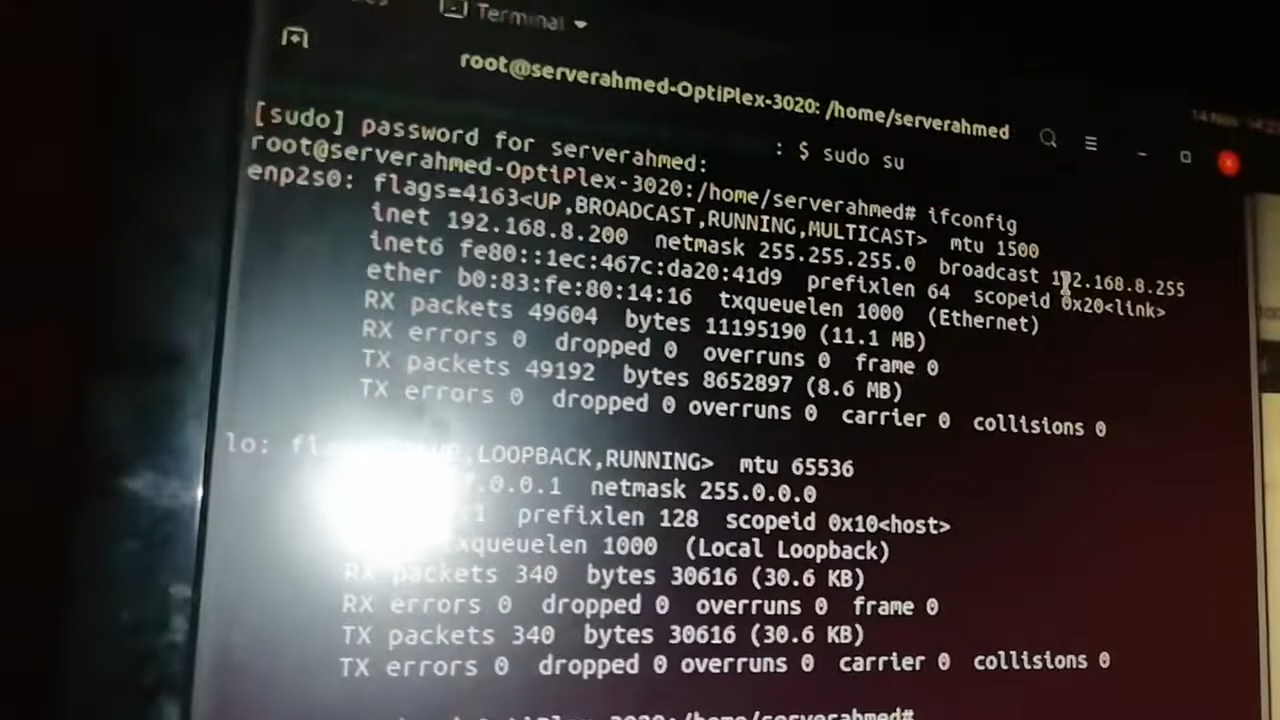 Terminal
root@serverahmed-OptiPlex-3020: /home/serverahmed
: $ sudo su
[sudo] password for serverahmed:
root@serverahmed-OptiPlex-3020:/home/serverahmed# ifconfig
enp2s0: flags=4163<UP,BROADCAST,RUNNING,MULTICAST> mtu 1500
inet 192.168.8.200 netmask 255.255.255.0 broadcast 192.168.8.255
inet6 fe80::1ec:467c:da20:41d9 prefixlen 64 scopeid 0x20<link>
ether b0:83:fe:80:14:16 txqueuelen 1000 (Ethernet)
RX packets 49604 bytes 11195190 (11.1 MB)
RX errors 0 dropped 0 overruns 0 frame 0
TX packets 49192 bytes 8652897 (8.6 MB)
TX errors 0 dropped 0 overruns 0 carrier 0 collisions 0
lo: ,LOOPBACK,RUNNING> mtu 65536
.0.0.1 netmask 255.0.0.0
prefixlen 128 scopeid 0x10<host>
txqueuelen 1000 (Local Loopback)
RX packets 340 bytes 30616 (30.6 KB)
RX errors 0 dropped 0 overruns 0 frame 0
TX packets 340 bytes 30616 (30.6 KB)
TX errors 0 dropped 0 overruns 0 carrier 0 collisions 0
-3020:/home/serverahmed#